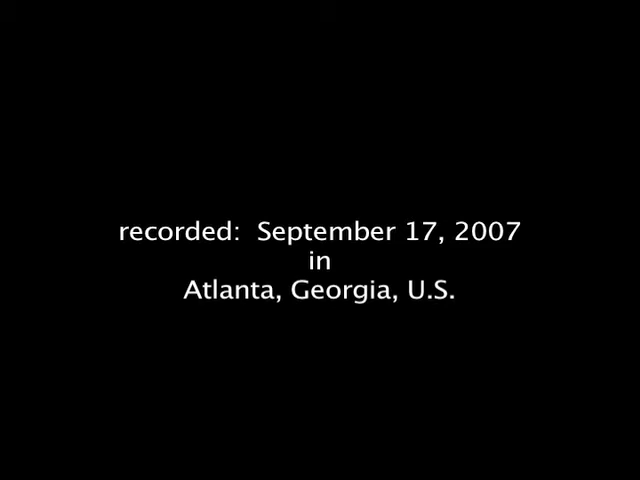 recorded:  September 17, 2007
in
Atlanta, Georgia, U.S.